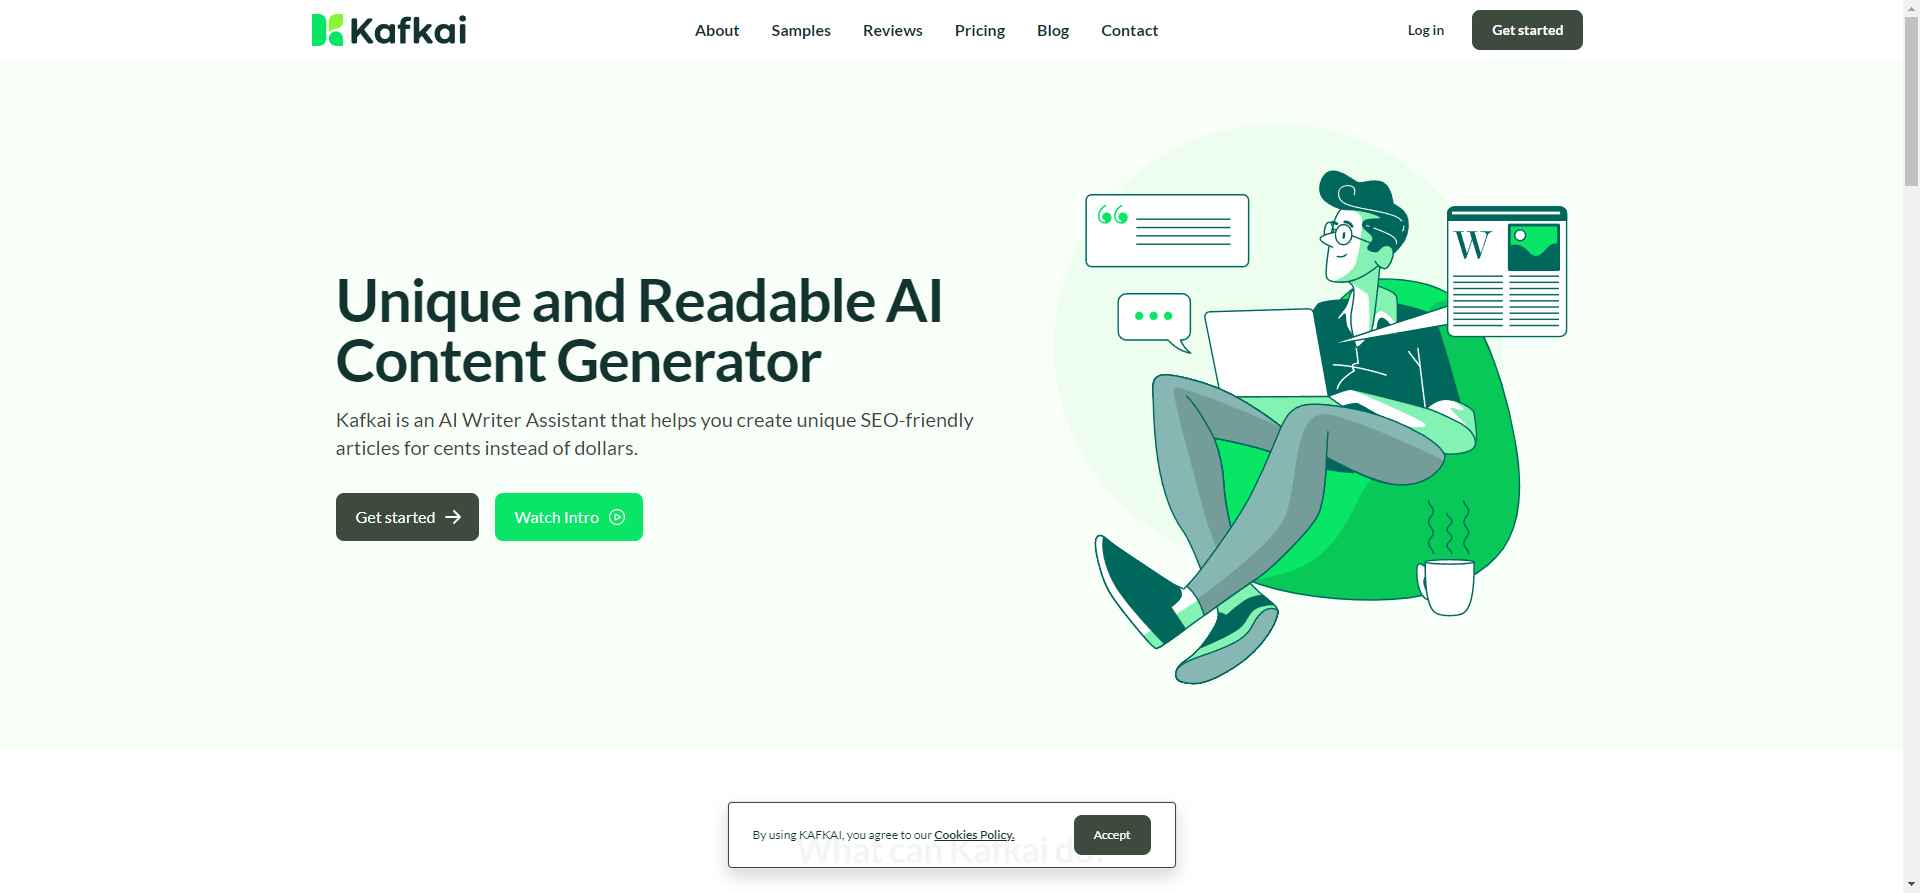 Kafkai
About Samples Reviews Pricing Blog Contact
Log in
Get started
Unique and Readable AI
Content Generator
Kafkai is an AI Writer Assistant that helps you create unique SEO-friendly
articles for cents instead of dollars.
Get started
Watch Intro
W
By using KAFKAI, you agree to our Cookies Policy.
Accept
What can Kafkai do?